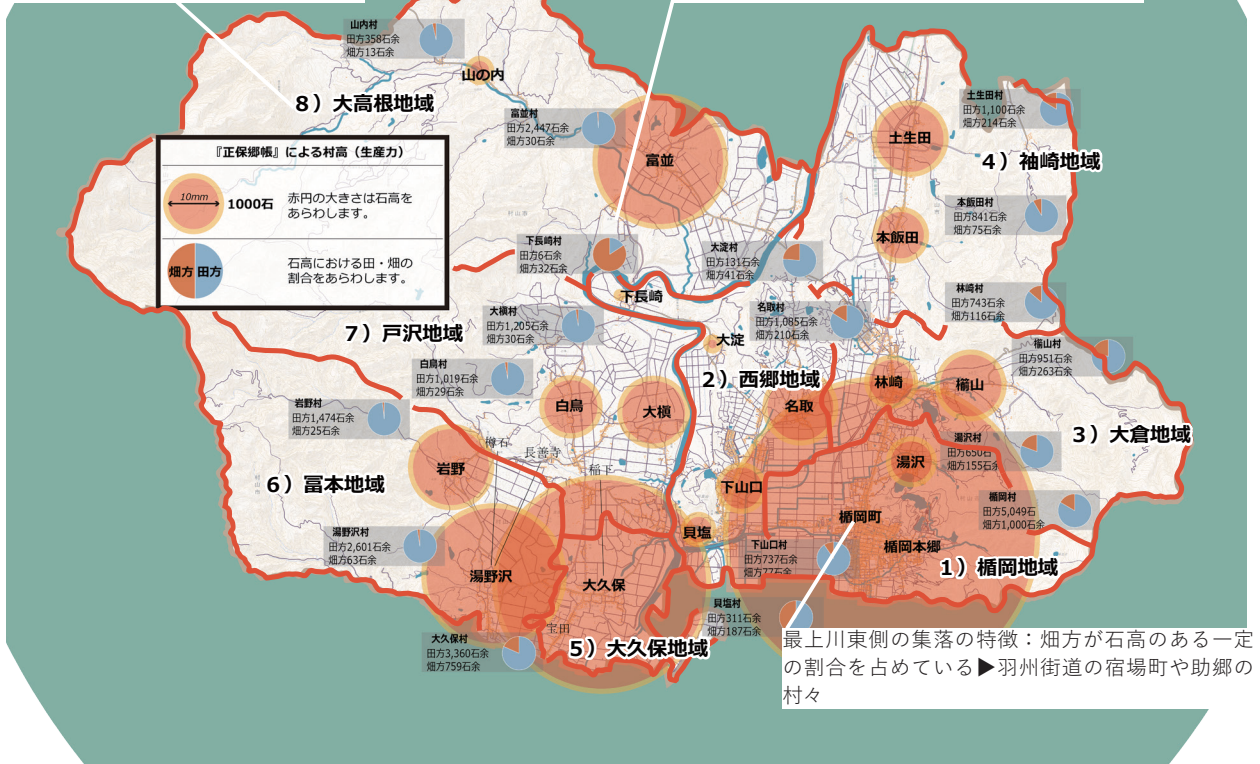 山内村
田方358石余
畑方13石余
山の内
8）大高根地域
富並村
田方2,447石余
畑方30石余
富並
土生田村
田方1,100石余
畑方214石余
土生田
4）袖崎地域
『正保郷帳』による村高（生産力）
10mm
1000石
赤円の大きさは石高を
あらわします。
畑方 田方
石高における田・畑の
割合をあらわします。
本飯田村
田方841石余
畑方75石余
本飯田
下長崎村
田方6石余
畑方32石余
下長崎
大淀村
田方131石余
畑方41石余
大淀
林崎村
田方743石余
畑方116石余
大槇村
田方1,205石余
畑方30石余
7）戸沢地域
名取村
田方1,085石余
畑方210石余
楯山村
田方951石余
畑方263石余
白鳥村
田方1,019石余
畑方29石余
2）西郷地域
林崎
楯山
白鳥
大槇
名取
岩野村
田方1,474石余
畑方25石余
3）大倉地域
樽石
長善寺
稲下
岩野
湯沢村
田方650石
畑方155石余
湯沢
6）冨本地域
下山口
楯岡村
田方5,049石
畑方1,000石
楯岡町
湯野沢村
田方2,601石余
畑方63石余
貝塩
楯岡本郷
下山口村
田方737石余
畑方77石余
1）楯岡地域
湯野沢
大久保
貝塩村
田方311石余
畑方187石余
宝田
大久保村
田方3,360石余
畑方759石余
5）大久保地域
最上川東側の集落の特徴：畑方が石高のある一定
の割合を占めている▶羽州街道の宿場町や助郷の
村々